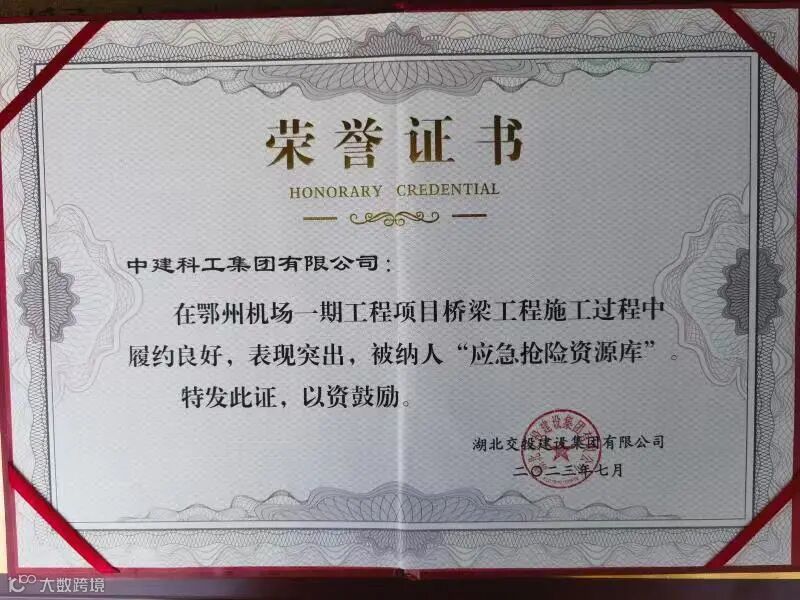 荣誉证书
HONORARY CREDENTIAL
中建科工集团有限公司：
在鄂州机场一期工程项目桥梁工程施工过程中
履约良好，表现突出，被纳人“应急抢险资源库”。
特发此证，以资鼓励。
湖北交投建设集团有限公司
二〇二三年七月
大数跨境